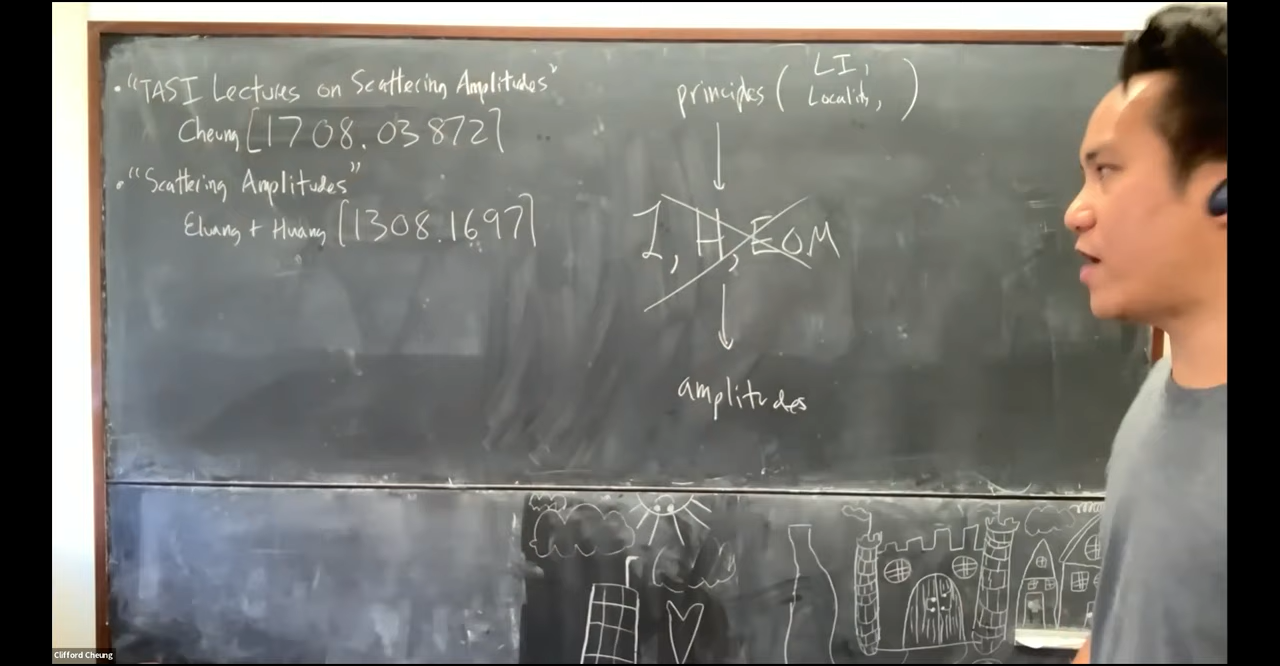 • "TASI Lectures on Scattering Amplitudes"
Cheung [1708.03872]
• "Scattering Amplitudes"
Elvang + Huang [1308.1697]
principles ( LI, Locality, )
L, H, EOM
amplitudes
Clifford Cheung